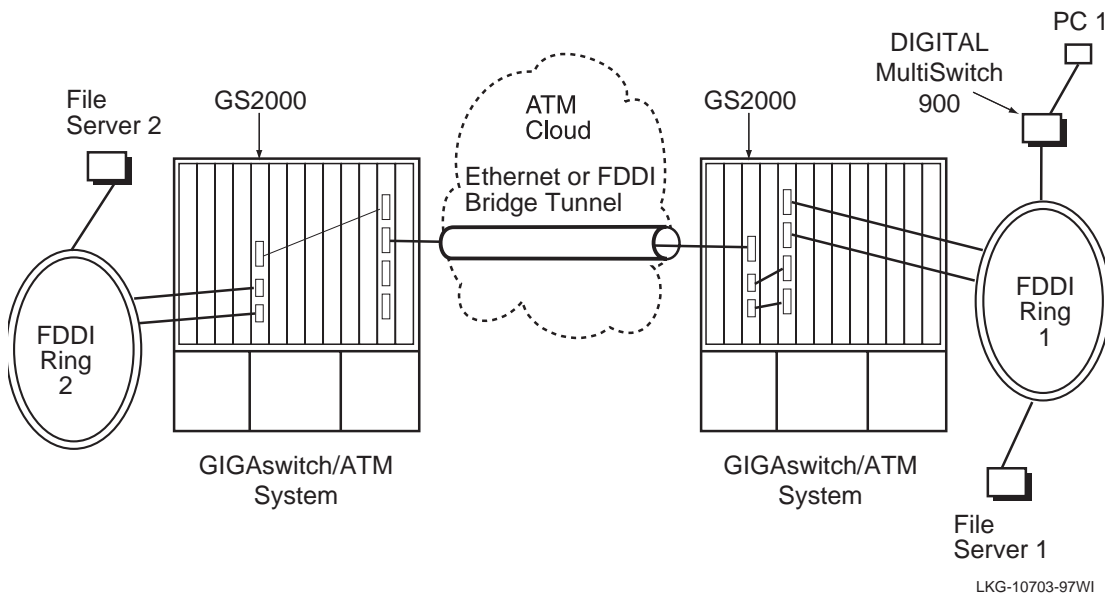 PC 1
DIGITAL
MultiSwitch
900
File
Server 2
GS2000
ATM
Cloud
GS2000
Ethernet or FDDI
Bridge Tunnel
FDDI
Ring
2
FDDI
Ring
1
GIGAswitch/ATM
System
GIGAswitch/ATM
System
File
Server 1
LKG-10703-97WI